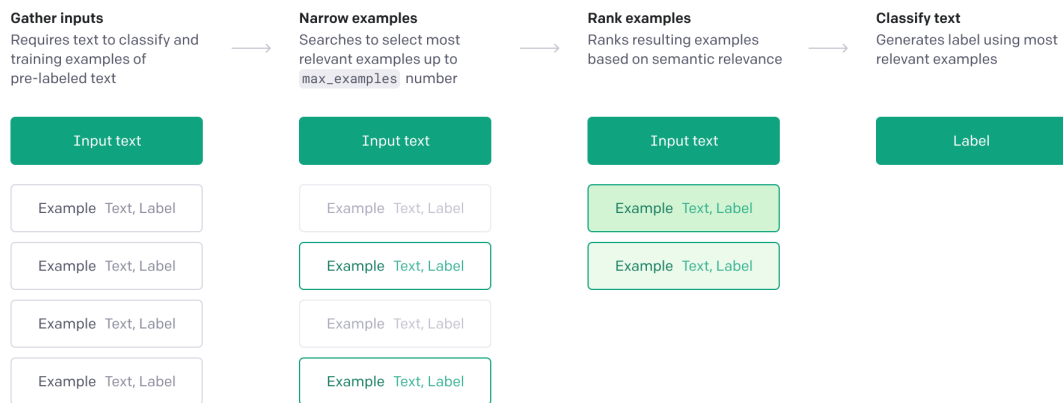 Gather inputs
Requires text to classify and
training examples of
pre-labeled text
Input text
Example Text, Label
Example Text, Label
Example Text, Label
Example Text, Label
Narrow examples
Searches to select most
relevant examples up to
max_examples number
Input text
Example Text, Label
Example Text, Label
Example Text, Label
Example Text, Label
Rank examples
Ranks resulting examples
based on semantic relevance
Input text
Example Text, Label
Example Text, Label
Classify text
Generates label using most
relevant examples
Label